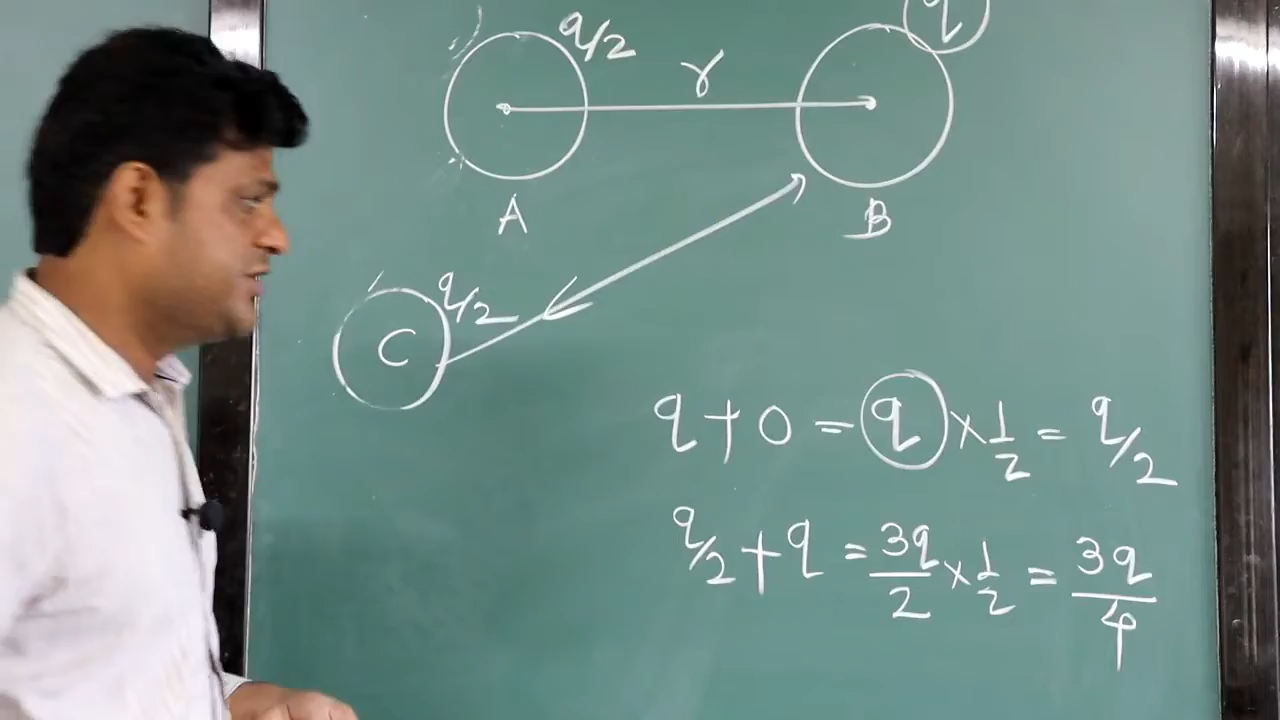 q/2
r
q
A
B
C
q/2
q + 0 = q × 1/2 = q/2
q/2 + q = 3q/2 × 1/2 = 3q/4